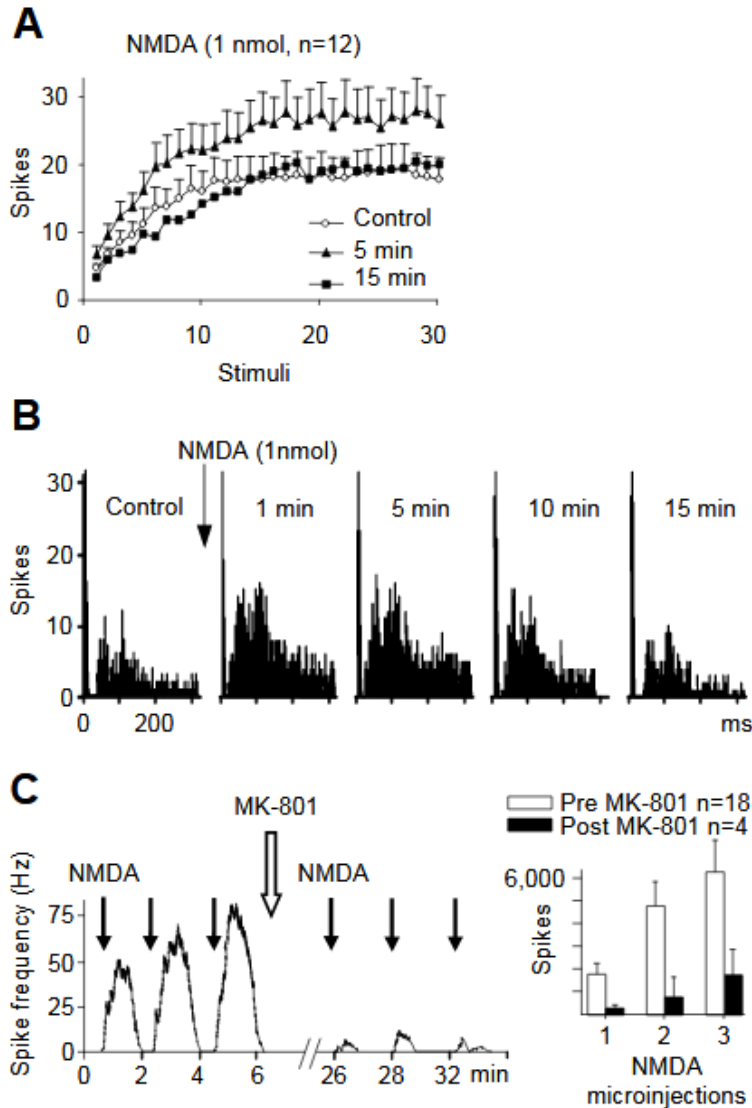 A
NMDA (1 nmol, n=12)
30
20
10
0
Spikes
Control
5 min
15 min
0 10 20 30
Stimuli
B
NMDA (1nmol)
30
20
10
0
Spikes
Control
1 min
5 min
10 min
15 min
0 200
ms
C
MK-801
NMDA
NMDA
75
50
25
0
Spike frequency (Hz)
0 2 4 6 26 28 32 min
Pre MK-801 n=18
Post MK-801 n=4
6,000
Spikes
1 2 3
NMDA
microinjections